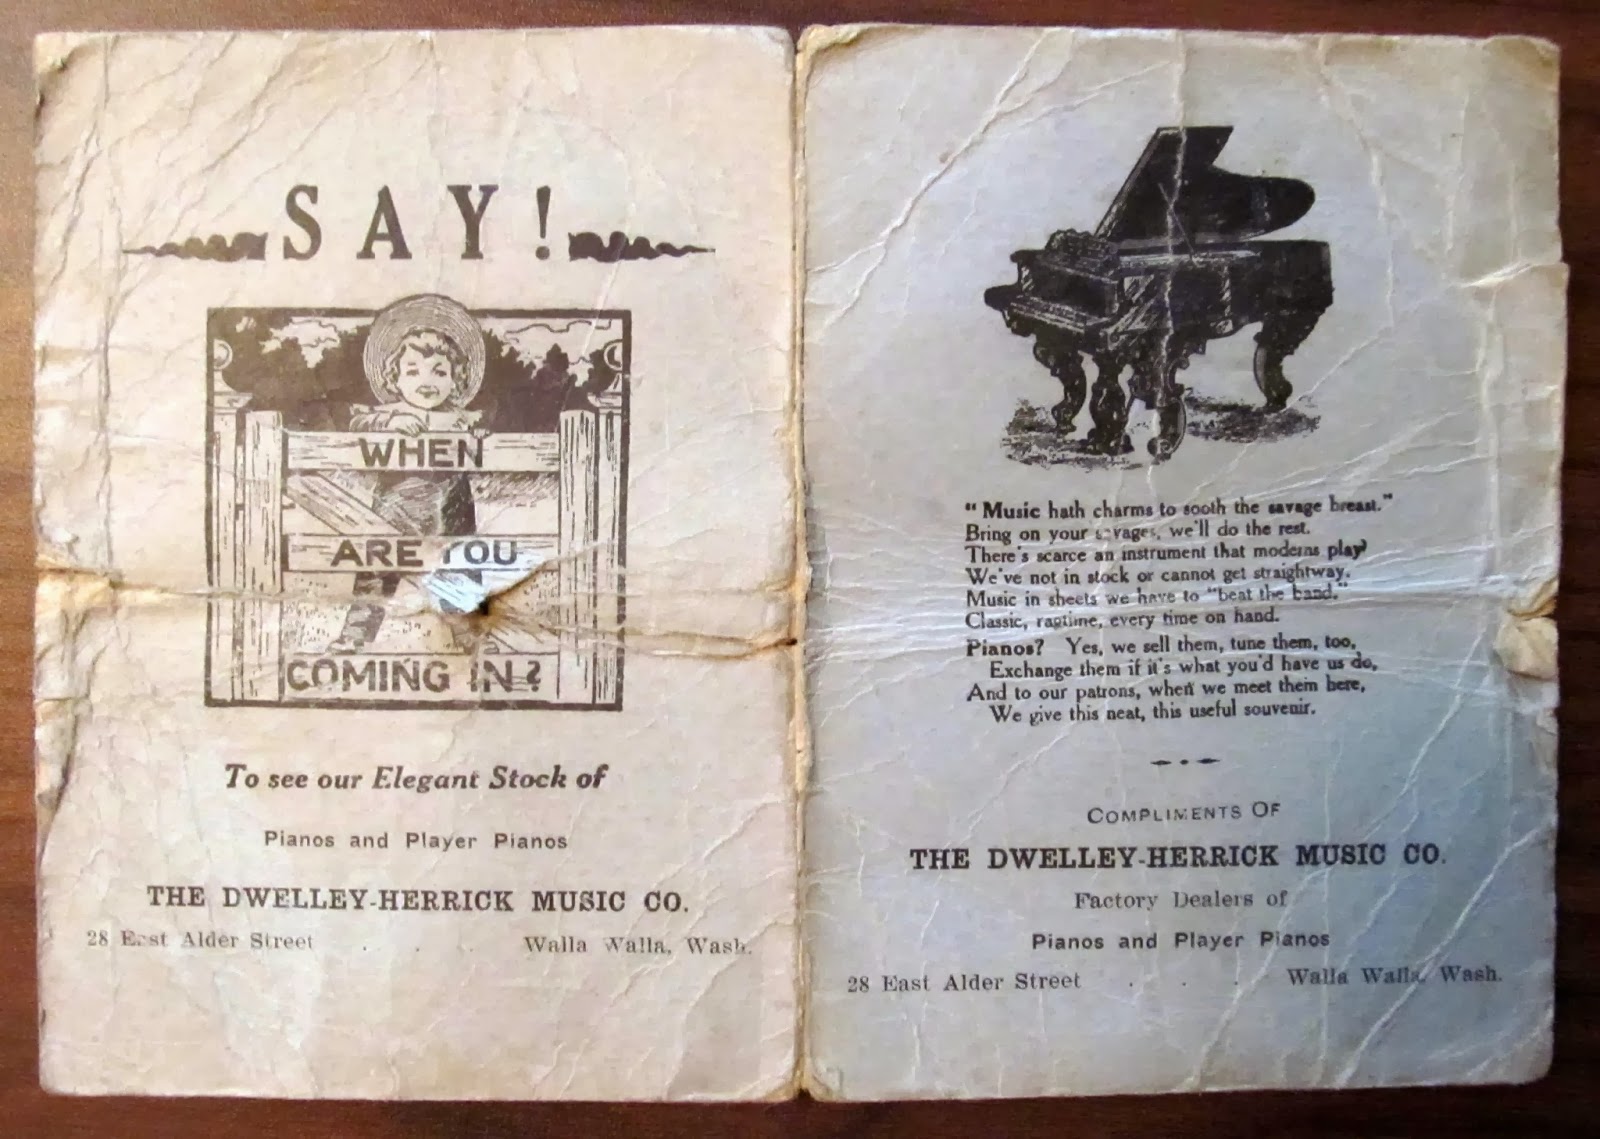 SAY!
WHEN
ARE YOU
COMING IN?
To see our Elegant Stock of
Pianos and Player Pianos
THE DWELLEY-HERRICK MUSIC CO.
28 East Alder Street . . . Walla Walla, Wash.
"Music hath charms to sooth the savage breast."
Bring on your savages, we'll do the rest.
There's scarce an instrument that moderns play
We've not in stock or cannot get straightway.
Music in sheets we have to "beat the band."
Classic, ragtime, every time on hand.
Pianos? Yes, we sell them, tune them, too,
Exchange them if it's what you'd have us do,
And to our patrons, when we meet them here,
We give this neat, this useful souvenir.
COMPLIMENTS OF
THE DWELLEY-HERRICK MUSIC CO.
Factory Dealers of
Pianos and Player Pianos
28 East Alder Street . . . Walla Walla, Wash.